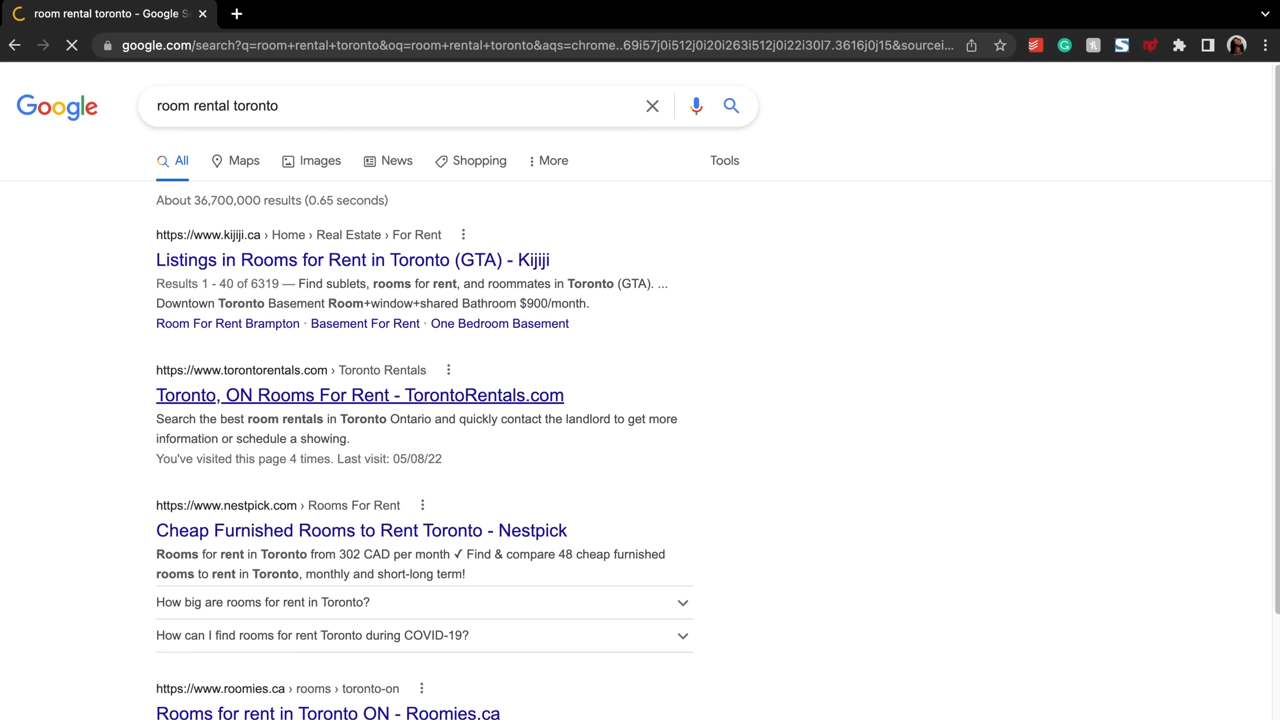 room rental toronto - Google S
google.com/search?q=room+rental+toronto&oq=room+rental+toronto&aqs=chrome..69i57j0i512j0i20i263i512j0i22i30l7.3616j0j15&sourcei...
Google
room rental toronto
All Maps Images News Shopping More Tools
About 36,700,000 results (0.65 seconds)
https://www.kijiji.ca › Home › Real Estate › For Rent
Listings in Rooms for Rent in Toronto (GTA) - Kijiji
Results 1 - 40 of 6319 — Find sublets, rooms for rent, and roommates in Toronto (GTA). ...
Downtown Toronto Basement Room+window+shared Bathroom $900/month.
Room For Rent Brampton · Basement For Rent · One Bedroom Basement
https://www.torontorentals.com › Toronto Rentals
Toronto, ON Rooms For Rent - TorontoRentals.com
Search the best room rentals in Toronto Ontario and quickly contact the landlord to get more
information or schedule a showing.
You've visited this page 4 times. Last visit: 05/08/22
https://www.nestpick.com › Rooms For Rent
Cheap Furnished Rooms to Rent Toronto - Nestpick
Rooms for rent in Toronto from 302 CAD per month ✓ Find & compare 48 cheap furnished
rooms to rent in Toronto, monthly and short-long term!
How big are rooms for rent in Toronto?
How can I find rooms for rent Toronto during COVID-19?
https://www.roomies.ca › rooms › toronto-on
Rooms for rent in Toronto ON - Roomies.ca